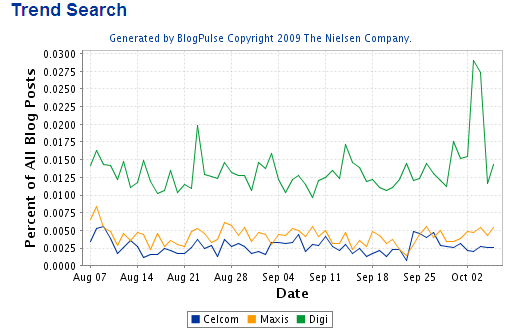 Trend Search
Generated by BlogPulse Copyright 2009 The Nielsen Company.
Percent of All Blog Posts
0.0300
0.0275
0.0250
0.0225
0.0200
0.0175
0.0150
0.0125
0.0100
0.0075
0.0050
0.0025
0.0000
Aug 07 Aug 14 Aug 21 Aug 28 Sep 04 Sep 11 Sep 18 Sep 25 Oct 02
Date
Celcom Maxis Digi